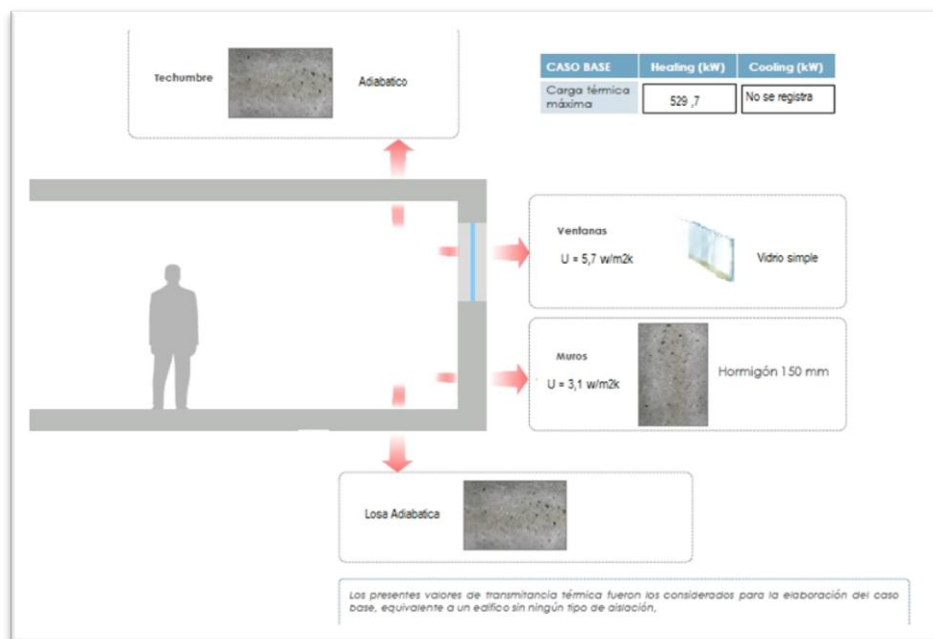 Techumbre
Adiabatico
CASO BASE Heating (kW) Cooling (kW)
Carga térmica máxima 529 ,7 No se registra
Ventanas
U = 5,7 w/m2k
Vidrio simple
Muros
U = 3,1 w/m2k
Hormigón 150 mm
Losa Adiabatica
Los presentes valores de transmitancia térmica fueron los considerados para la elaboración del caso
base, equivalente a un edifico sin ningún tipo de aislación,